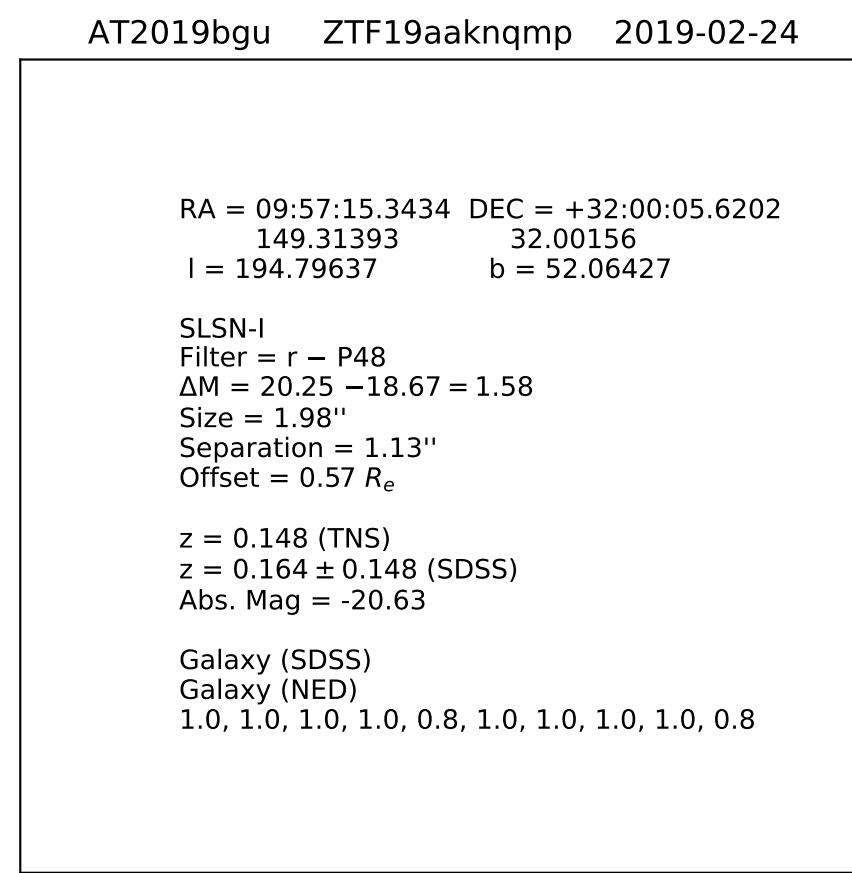 AT2019bgu ZTF19aaknqmp 2019-02-24
RA = 09:57:15.3434 DEC = +32:00:05.6202
149.31393 32.00156
l = 194.79637 b = 52.06427
SLSN-I
Filter = r − P48
ΔM = 20.25 −18.67 = 1.58
Size = 1.98''
Separation = 1.13''
Offset = 0.57 Re
z = 0.148 (TNS)
z = 0.164 ± 0.148 (SDSS)
Abs. Mag = -20.63
Galaxy (SDSS)
Galaxy (NED)
1.0, 1.0, 1.0, 1.0, 0.8, 1.0, 1.0, 1.0, 1.0, 0.8